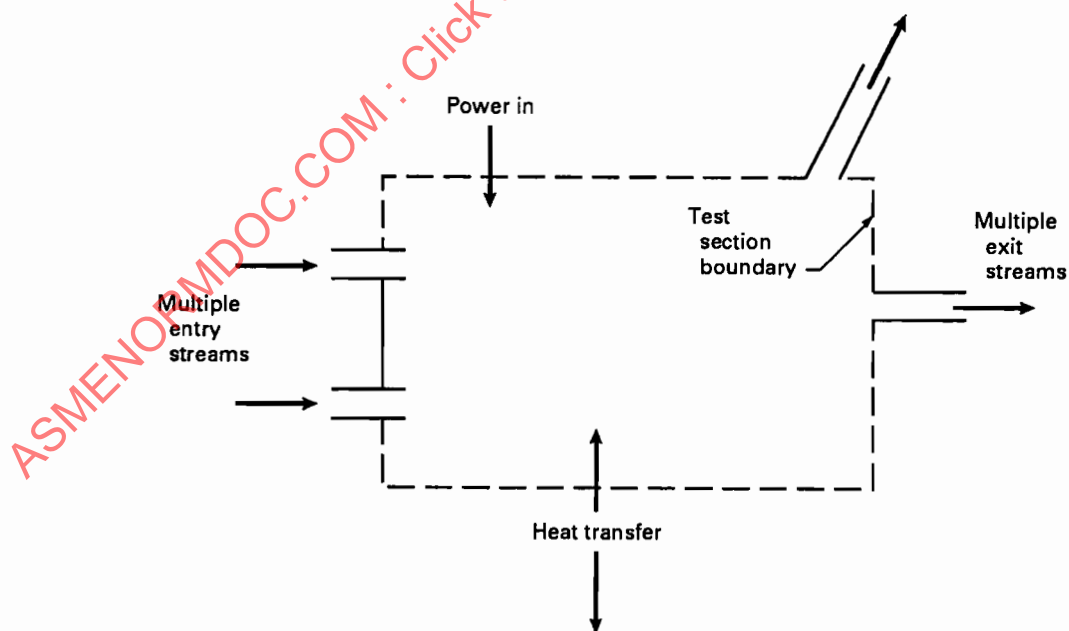 ASMENORMDOC.COM : Click
Power in
Test
section
boundary
Multiple
exit
streams
Multiple
entry
streams
Heat transfer